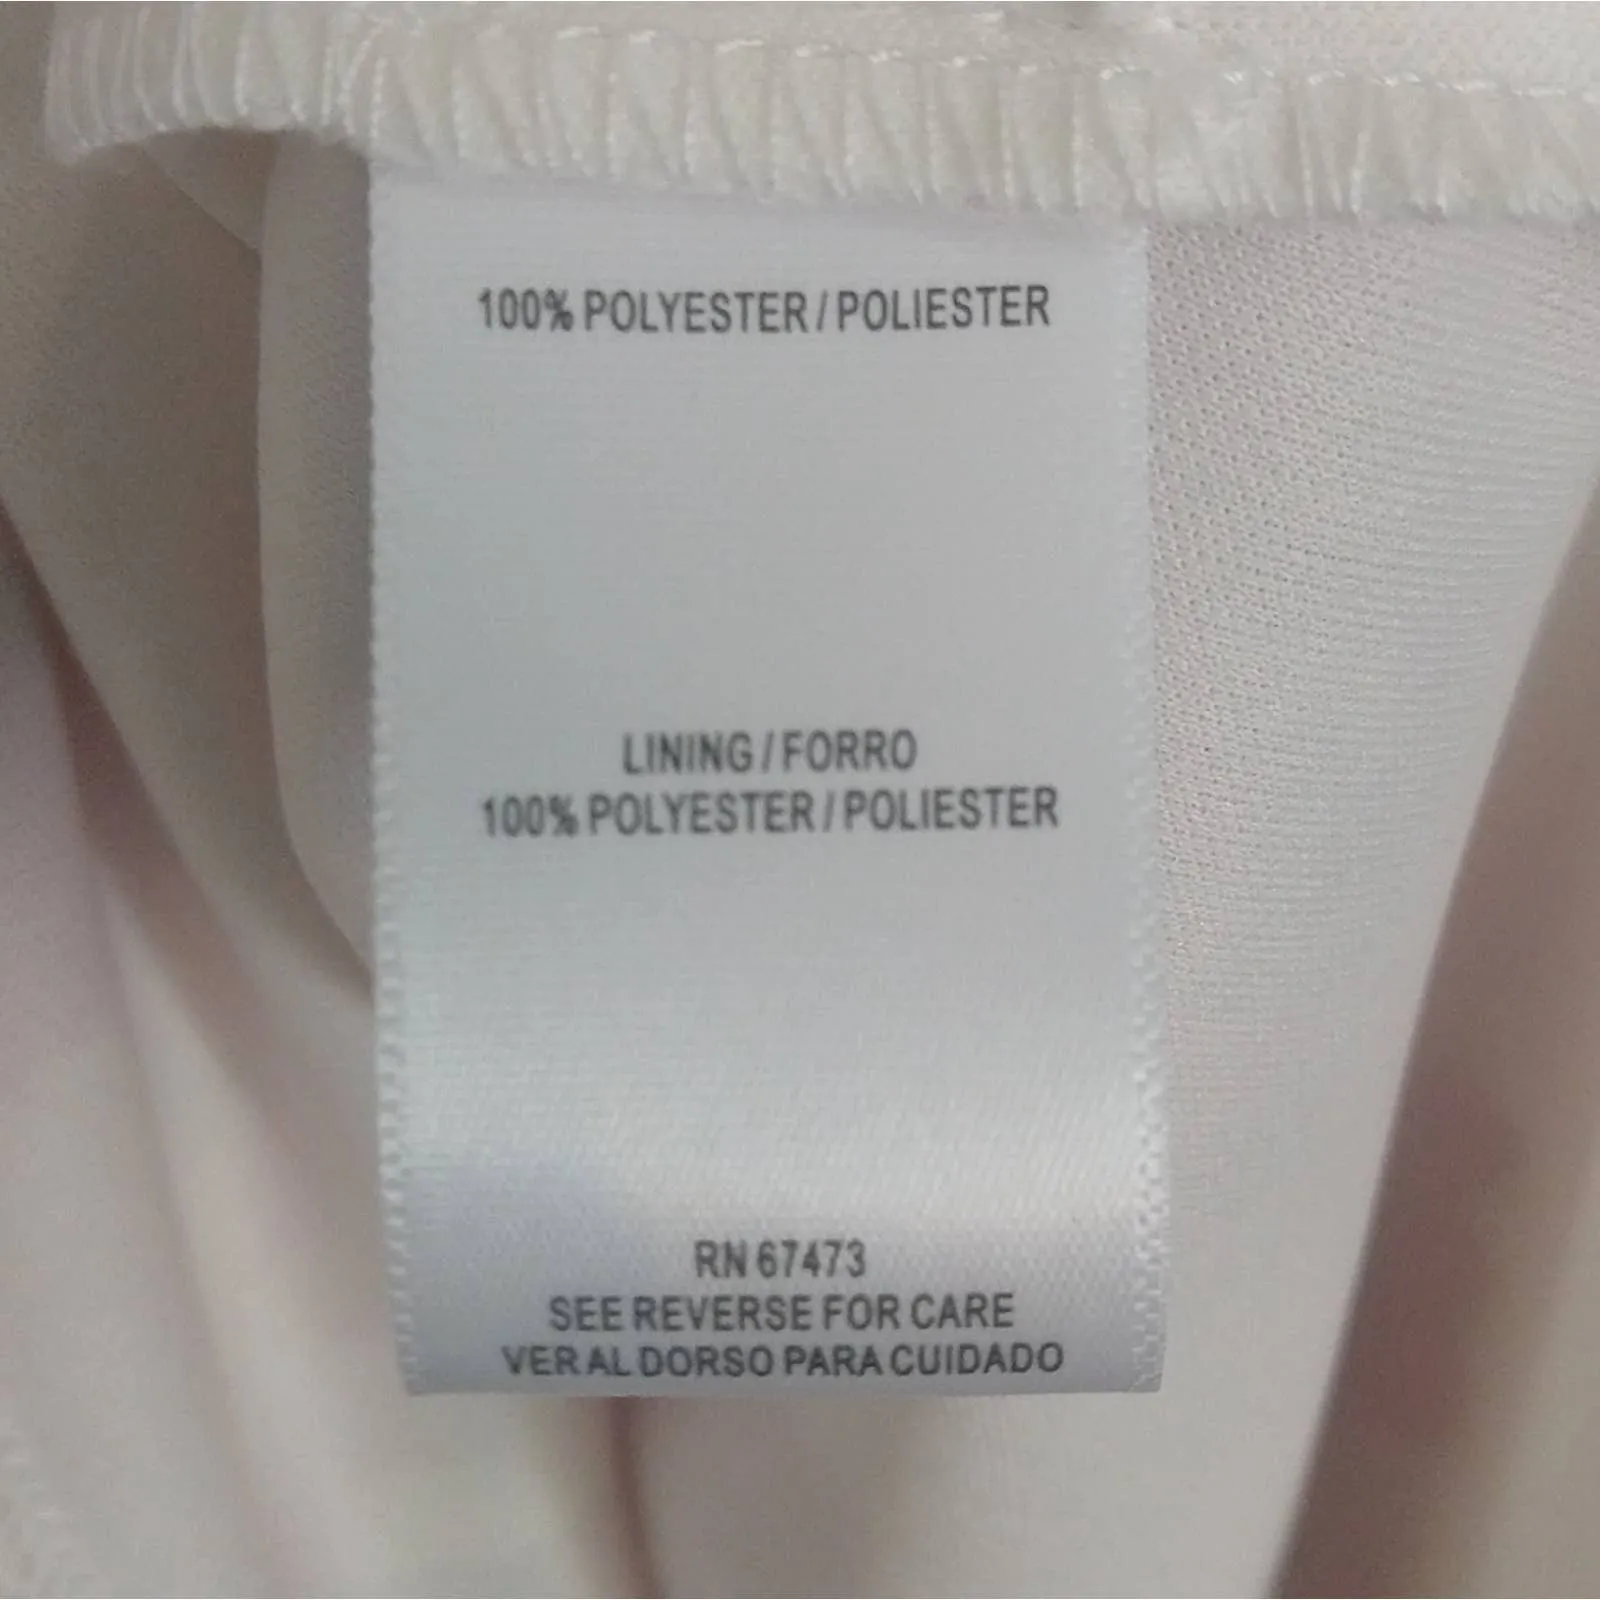 100% POLYESTER / POLIESTER
LINING / FORRO
100% POLYESTER / POLIESTER
RN 67473
SEE REVERSE FOR CARE
VER AL DORSO PARA CUIDADO